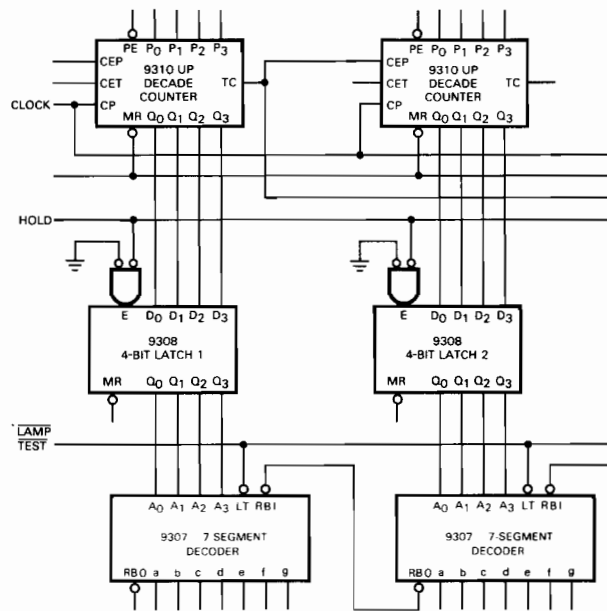 PE P0 P1 P2 P3
CEP
CET
CP
9310 UP
DECADE
COUNTER
TC
MR Q0 Q1 Q2 Q3
PE P0 P1 P2 P3
CEP
CET
CP
9310 UP
DECADE
COUNTER
TC
MR Q0 Q1 Q2 Q3
CLOCK
HOLD
E D0 D1 D2 D3
9308
4-BIT LATCH 1
MR Q0 Q1 Q2 Q3
E D0 D1 D2 D3
9308
4-BIT LATCH 2
MR Q0 Q1 Q2 Q3
LAMP
TEST
A0 A1 A2 A3 LT RBI
9307 7-SEGMENT
DECODER
RBO a b c d e f g
A0 A1 A2 A3 LT RBI
9307 7-SEGMENT
DECODER
RBO a b c d e f g